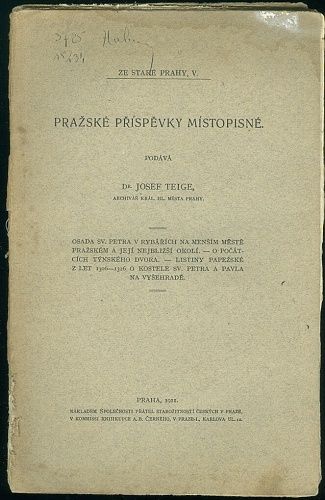 ZE STARÉ PRAHY, V.
PRAŽSKÉ PŘÍSPĚVKY MÍSTOPISNÉ.
PODÁVÁ
DR. JOSEF TEIGE,
ARCHIVÁŘ KRÁL. HL. MĚSTA PRAHY.
OSADA SV. PETRA V RYBÁŘÍCH NA MENŠÍM MĚSTĚ
PRAŽSKÉM A JEJÍ NEJBLIŽŠÍ OKOLÍ. — O POČÁT-
CÍCH TÝNSKÉHO DVORA. — LISTINY PAPEŽSKÉ
Z LET 1306—1326 O KOSTELE SV. PETRA A PAVLA
NA VYŠEHRADĚ.
PRAHA,
NÁKLADEM SPOLEČNOSTI PŘÁTEL STAROŽITNOSTÍ ČESKÝCH V PRAZE,
V KOMMISSI KNIHKUPCE A. B. ČERNÉHO, V PRAZE-I., KARLOVA UL.